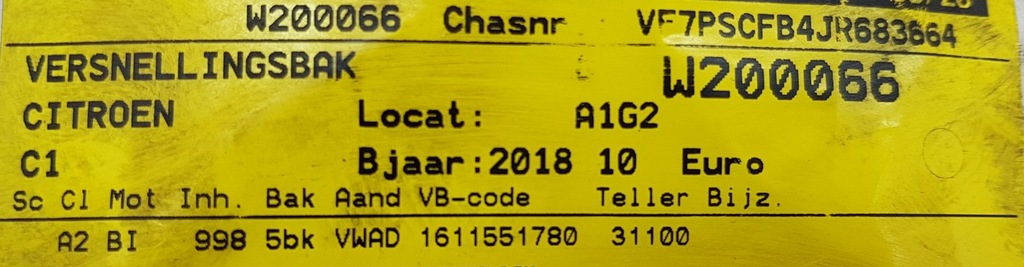 W200066 Chasnr VF7PSCFB4JR683664
VERSNELLINGSBAK W200066
CITROEN Locat: A1G2
C1 Bjaar:2018 10 Euro
Sc Cl Mot Inh. Bak Aand VB-code Teller Bijz.
A2 BI 998 5bk VWAD 1611551780 31100